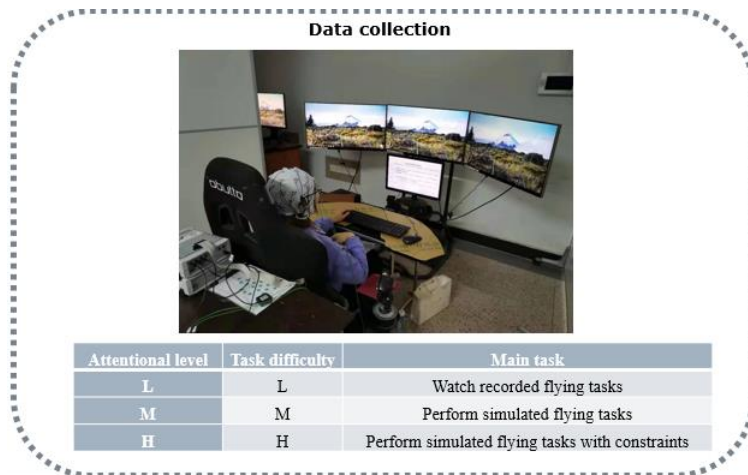 Data collection
obutto
Attentional level Task difficulty Main task
L L Watch recorded flying tasks
M M Perform simulated flying tasks
H H Perform simulated flying tasks with constraints